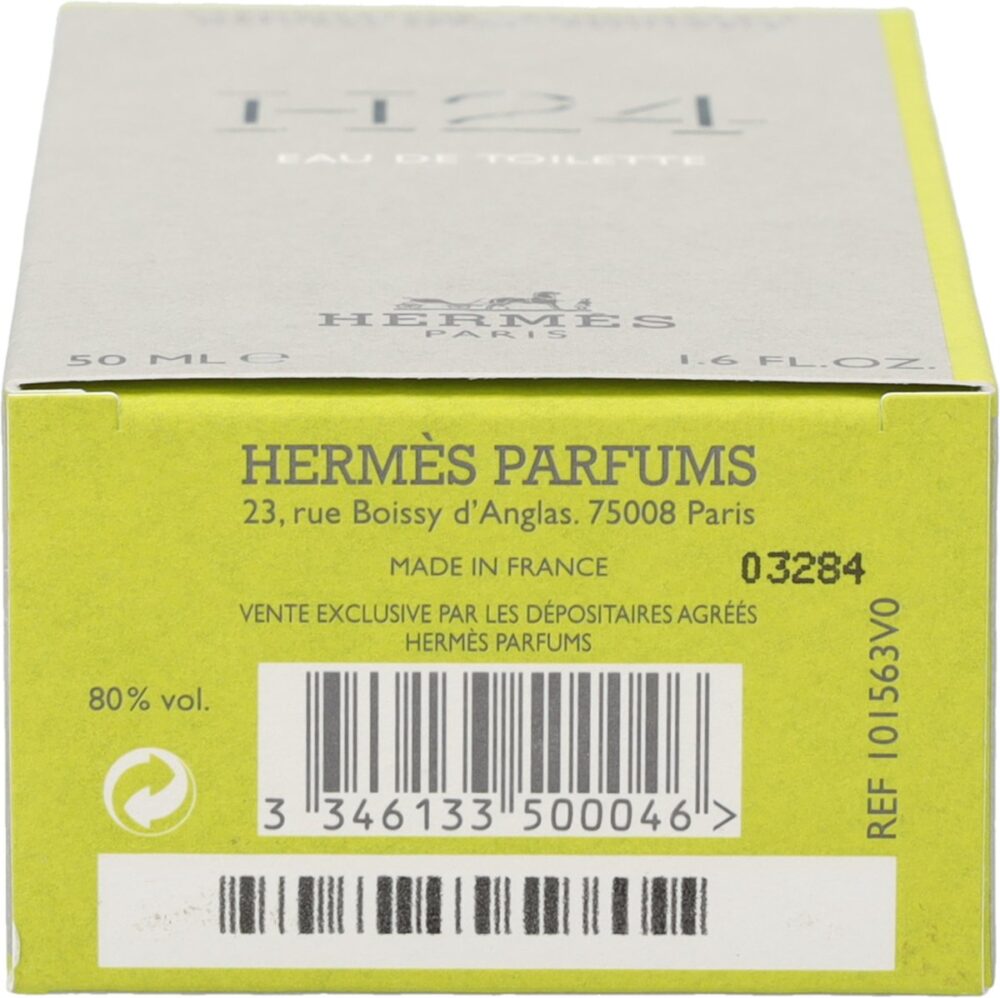 H24
EAU DE TOILETTE
HERMÈS
PARIS
50 ML ℮
1.6 FL.OZ.
HERMÈS PARFUMS
23, rue Boissy d'Anglas. 75008 Paris
MADE IN FRANCE
03284
VENTE EXCLUSIVE PAR LES DÉPOSITAIRES AGRÉÉS
HERMÈS PARFUMS
80% vol.
REF 101563V0
3 346133 500046 >